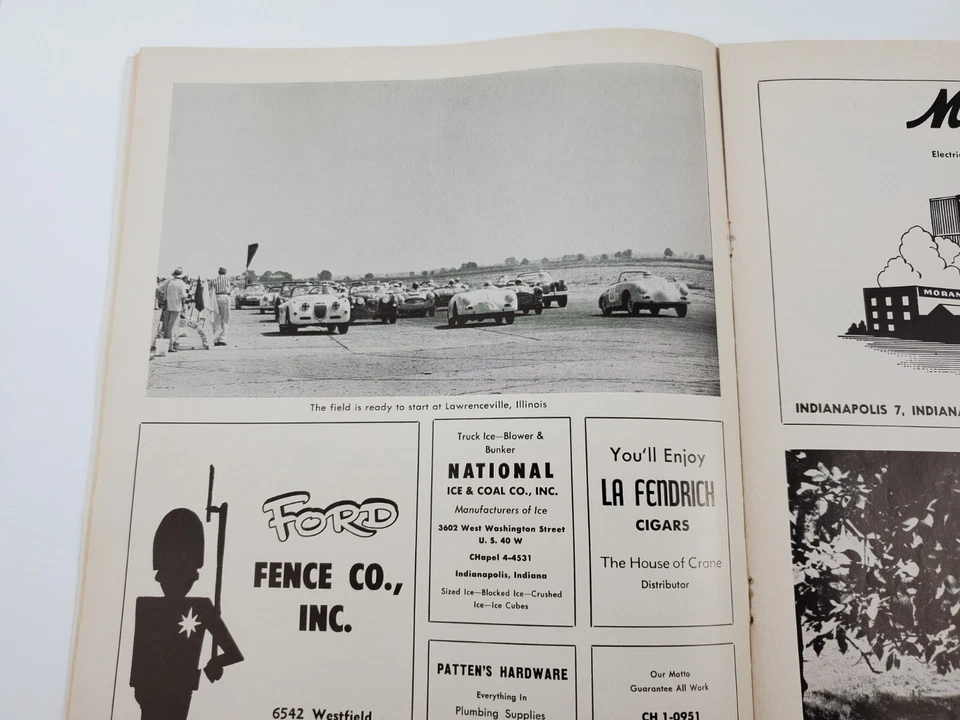 The field is ready to start at Lawrenceville, Illinois
FORD
FENCE CO.,
INC.
6542 Westfield
Truck Ice—Blower &
Bunker
NATIONAL
ICE & COAL CO., INC.
Manufacturers of Ice
3602 West Washington Street
U. S. 40 W
CHapel 4-4531
Indianapolis, Indiana
Sized Ice—Blocked Ice—Crushed
Ice—Ice Cubes
You'll Enjoy
LA FENDRICH
CIGARS
The House of Crane
Distributor
PATTEN'S HARDWARE
Everything In
Plumbing Supplies
Our Motto
Guarantee All Work
CH 1-0951
M
Electric
MORAN
INDIANAPOLIS 7, INDIANA